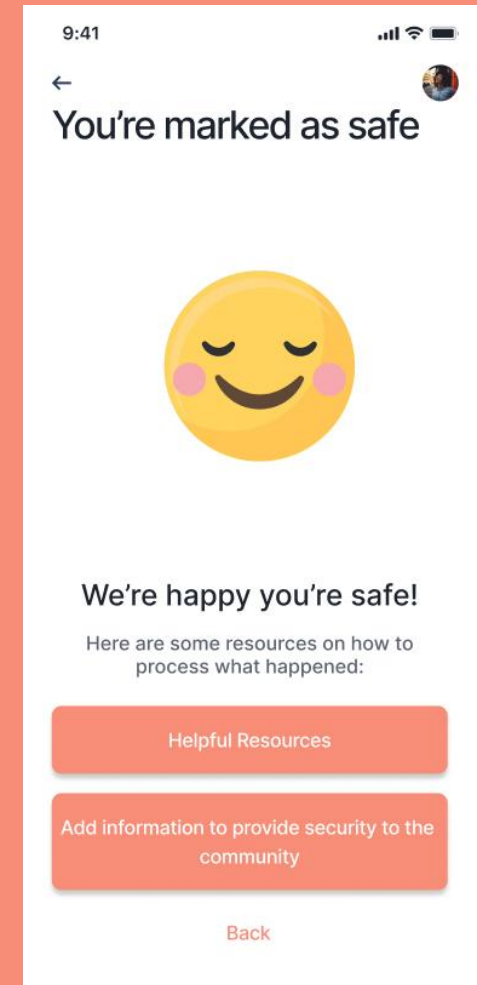 9:41
You're marked as safe
We're happy you're safe!
Here are some resources on how to
process what happened:
Helpful Resources
Add information to provide security to the
community
Back